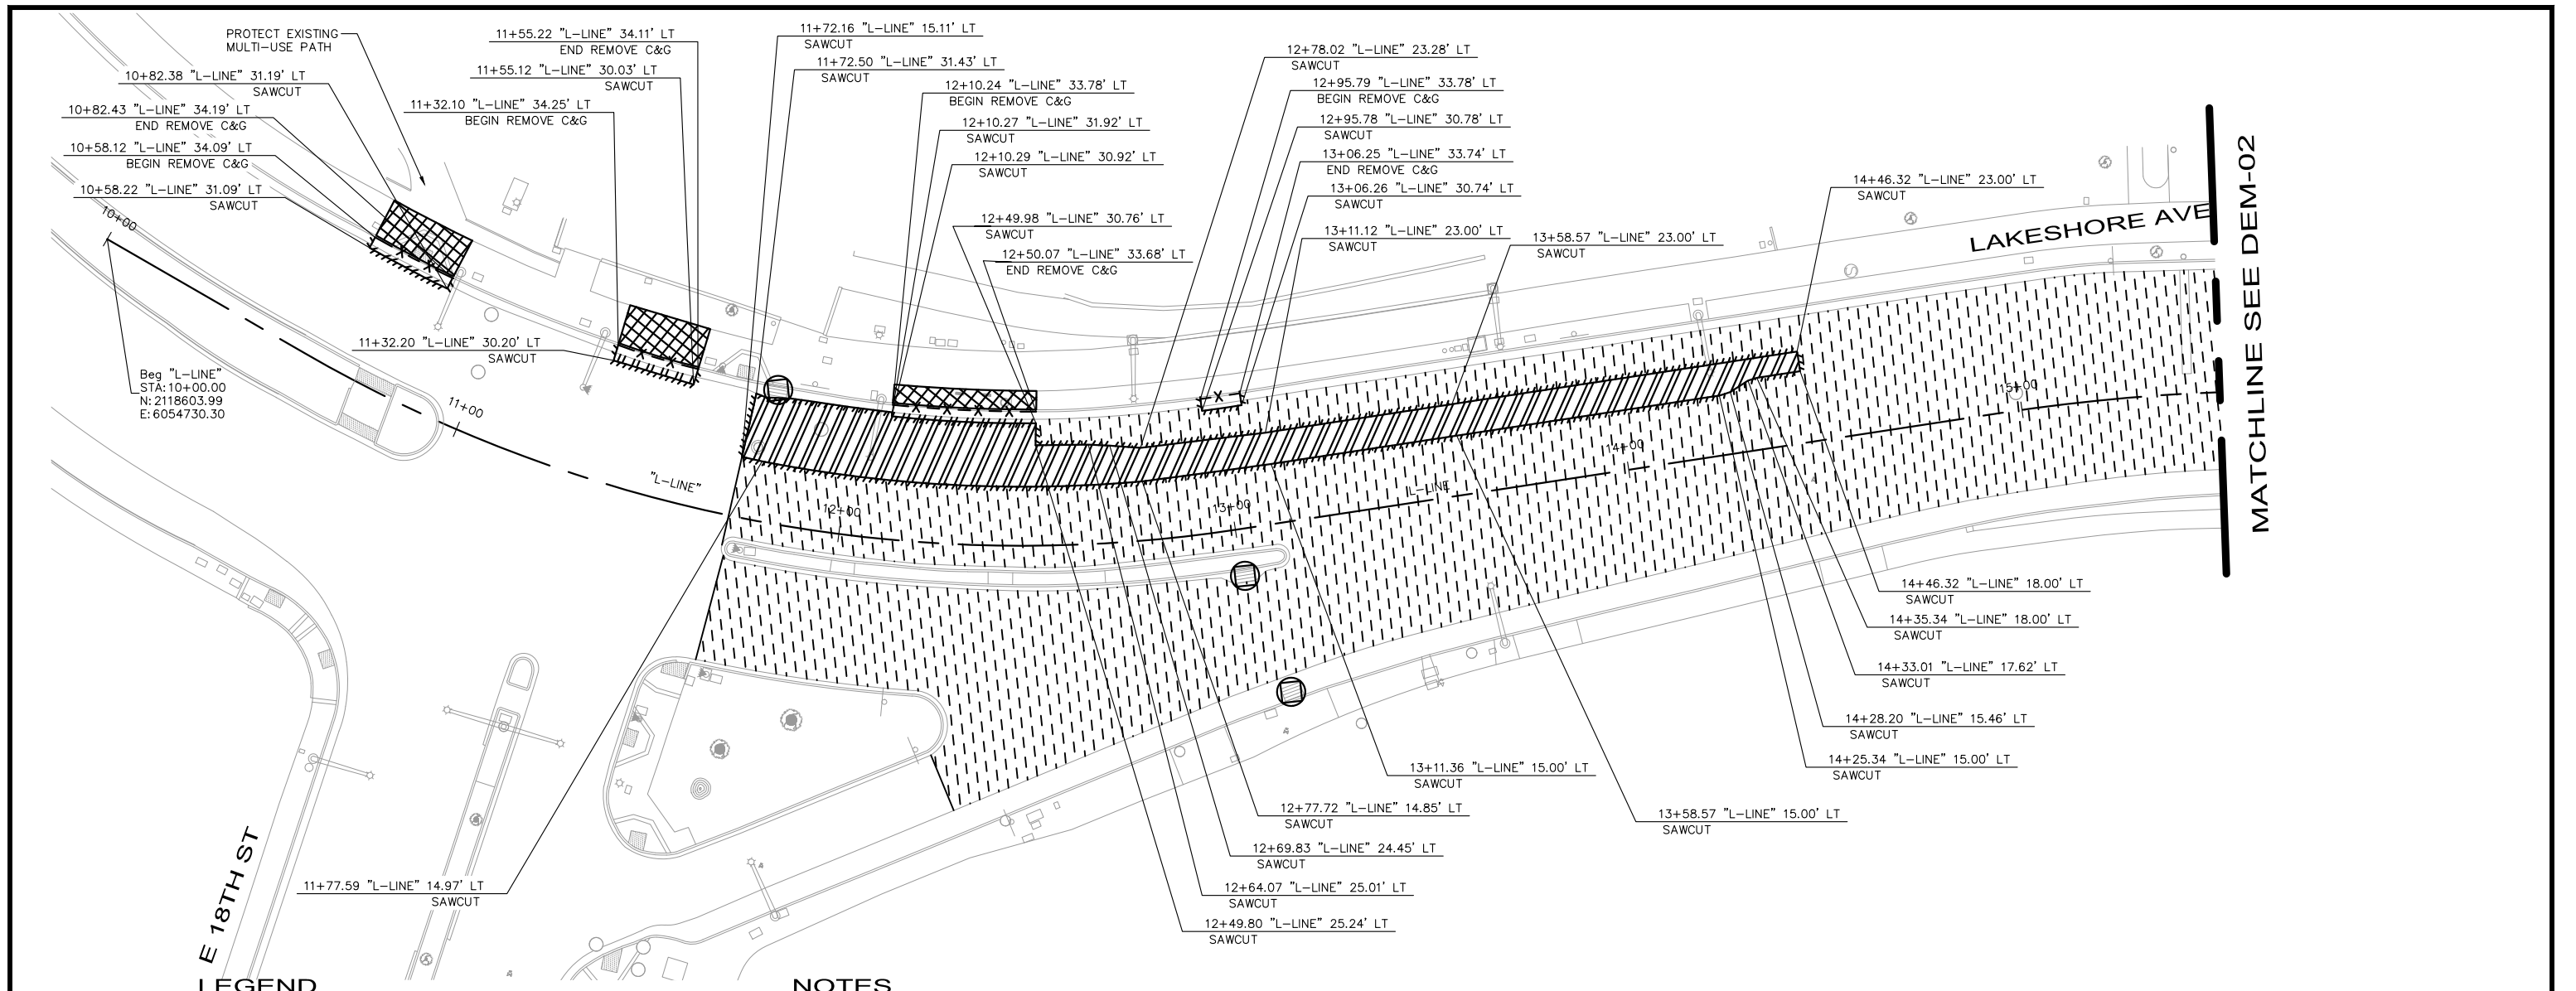 PROTECT EXISTING
MULTI-USE PATH
10+82.38 "L-LINE" 31.19' LT
SAWCUT
10+82.43 "L-LINE" 34.19' LT
END REMOVE C&G
10+58.12 "L-LINE" 34.09' LT
BEGIN REMOVE C&G
10+58.22 "L-LINE" 31.09' LT
SAWCUT
11+55.22 "L-LINE" 34.11' LT
END REMOVE C&G
11+55.12 "L-LINE" 30.03' LT
SAWCUT
11+32.10 "L-LINE" 34.25' LT
BEGIN REMOVE C&G
11+72.16 "L-LINE" 15.11' LT
SAWCUT
11+72.50 "L-LINE" 31.43' LT
SAWCUT
12+10.24 "L-LINE" 33.78' LT
BEGIN REMOVE C&G
12+10.27 "L-LINE" 31.92' LT
SAWCUT
12+10.29 "L-LINE" 30.92' LT
SAWCUT
12+49.98 "L-LINE" 30.76' LT
SAWCUT
12+50.07 "L-LINE" 33.68' LT
END REMOVE C&G
12+78.02 "L-LINE" 23.28' LT
SAWCUT
12+95.79 "L-LINE" 33.78' LT
BEGIN REMOVE C&G
12+95.78 "L-LINE" 30.78' LT
SAWCUT
13+06.25 "L-LINE" 33.74' LT
END REMOVE C&G
13+06.26 "L-LINE" 30.74' LT
SAWCUT
13+11.12 "L-LINE" 23.00' LT
SAWCUT
13+58.57 "L-LINE" 23.00' LT
SAWCUT
14+46.32 "L-LINE" 23.00' LT
SAWCUT
LAKESHORE AVE
MATCHLINE SEE DEM-02
10+00
11+32.20 "L-LINE" 30.20' LT
SAWCUT
Beg "L-LINE"
STA:10+00.00
N:2118603.99
E:6054730.30
11+00
"L-LINE"
12+00
13+00
"L-LINE"
14+00
15+00
14+46.32 "L-LINE" 18.00' LT
SAWCUT
14+35.34 "L-LINE" 18.00' LT
SAWCUT
14+33.01 "L-LINE" 17.62' LT
SAWCUT
14+28.20 "L-LINE" 15.46' LT
SAWCUT
14+25.34 "L-LINE" 15.00' LT
SAWCUT
13+11.36 "L-LINE" 15.00' LT
SAWCUT
13+58.57 "L-LINE" 15.00' LT
SAWCUT
12+77.72 "L-LINE" 14.85' LT
SAWCUT
12+69.83 "L-LINE" 24.45' LT
SAWCUT
12+64.07 "L-LINE" 25.01' LT
SAWCUT
12+49.80 "L-LINE" 25.24' LT
SAWCUT
11+77.59 "L-LINE" 14.97' LT
SAWCUT
E 18TH ST
LEGEND
NOTES